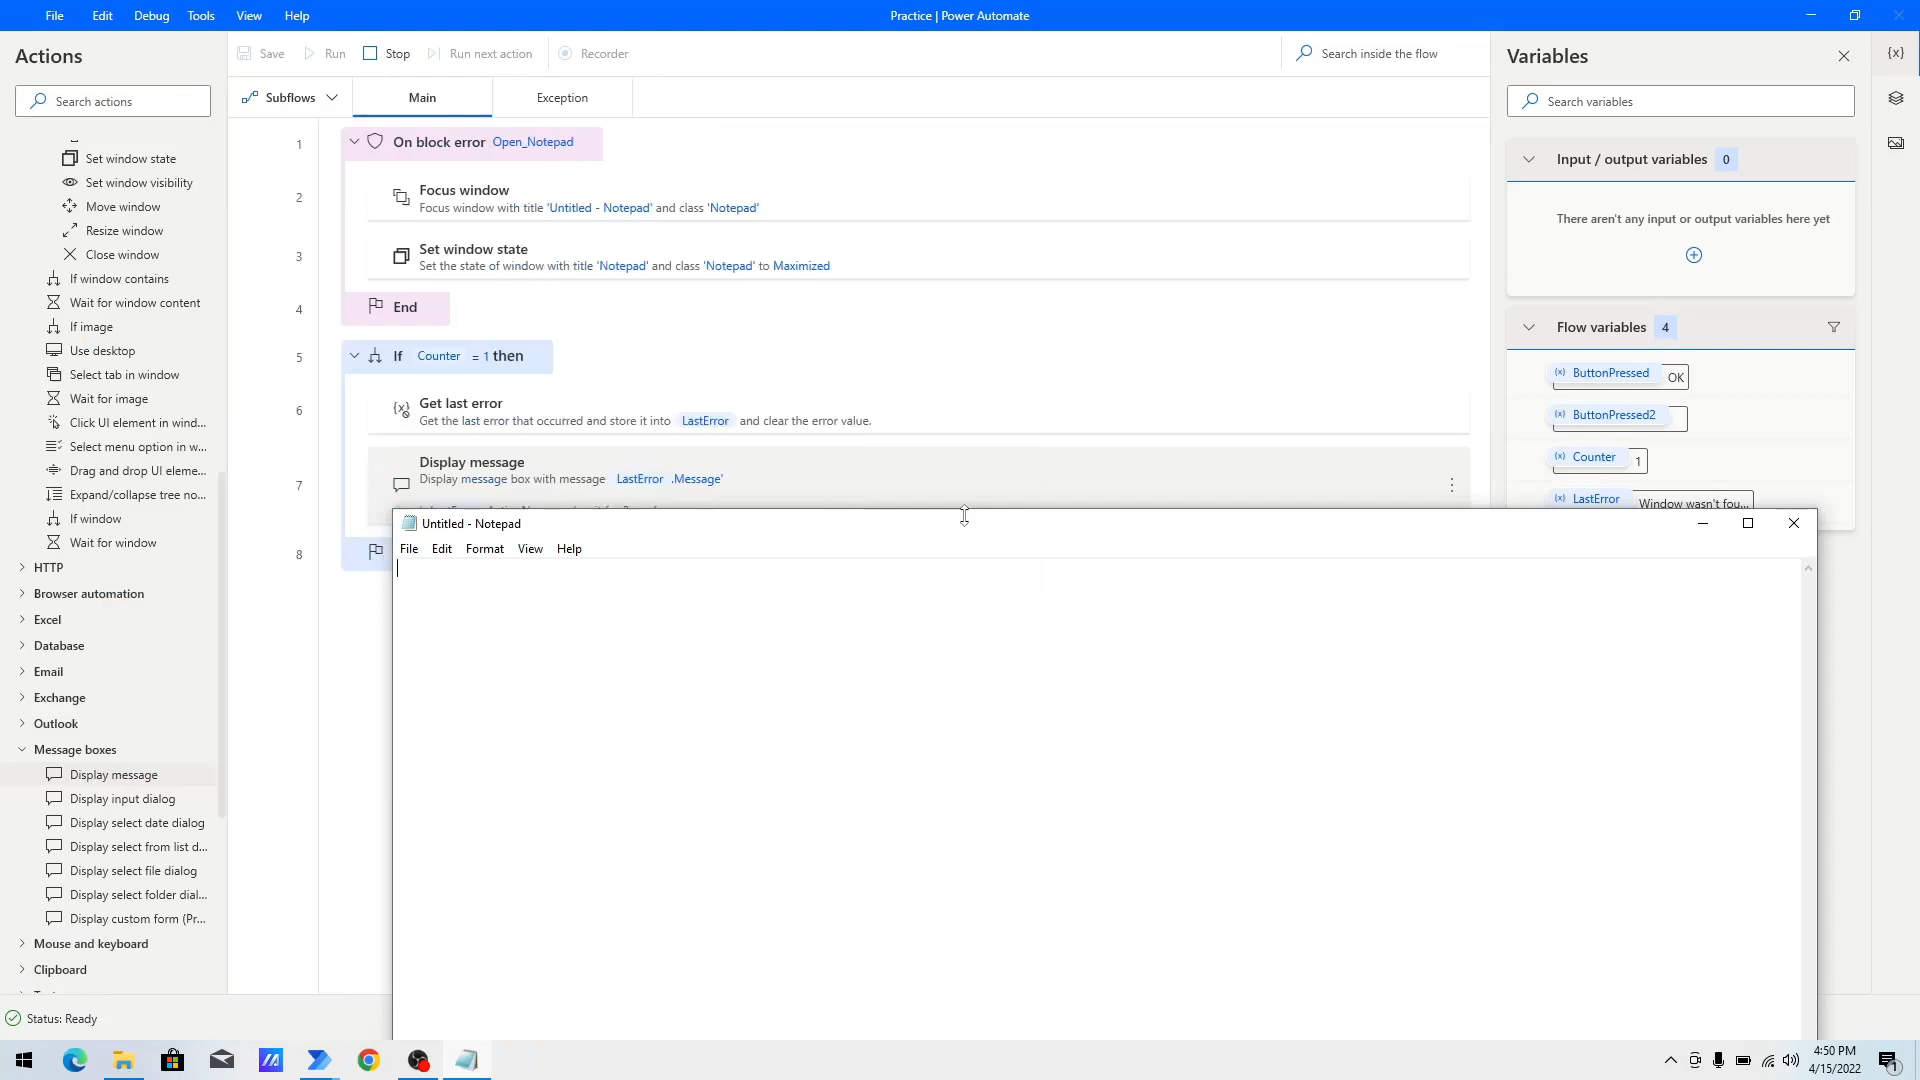 File Edit Debug Tools View Help
Practice | Power Automate
Actions
Search actions
Set window state
Set window visibility
Move window
Resize window
Close window
If window contains
Wait for window content
If image
Use desktop
Select tab in window
Wait for image
Click UI element in wind...
Select menu option in w...
Drag and drop UI eleme...
Expand/collapse tree no...
If window
Wait for window
HTTP
Browser automation
Excel
Database
Email
Exchange
Outlook
Message boxes
Display message
Display input dialog
Display select date dialog
Display select from list d...
Display select file dialog
Display select folder dial...
Display custom form (Pr...
Mouse and keyboard
Clipboard
Status: Ready
Save Run Stop Run next action Recorder
Search inside the flow
Subflows Main Exception
1 On block error Open_Notepad
2 Focus window
Focus window with title 'Untitled - Notepad' and class 'Notepad'
3 Set window state
Set the state of window with title 'Notepad' and class 'Notepad' to Maximized
4 End
5 If Counter = 1 then
6 Get last error
Get the last error that occurred and store it into LastError and clear the error value.
7 Display message
Display message box with message LastError .Message'
8
Untitled - Notepad
File Edit Format View Help
Variables
{x}
Search variables
Input / output variables 0
There aren't any input or output variables here yet
Flow variables 4
(x) ButtonPressed OK
(x) ButtonPressed2
(x) Counter 1
(x) LastError Window wasn't fou...
4:50 PM
4/15/2022
1